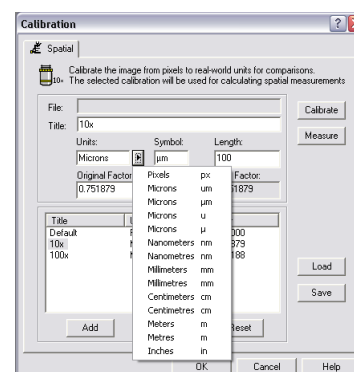 Calibration
?
Spatial
10x
Calibrate the image from pixels to real-world units for comparisons.
The selected calibration will be used for calculating spatial measurements
File:
Calibrate
Title: 10x
Measure
Units: Symbol: Length:
Microns µm 100
Original Factor Factor:
0.751879 51879
Pixels px
Microns um
Microns µm
Microns u
Microns µ
Nanometers nm
Nanometres nm
Millimeters mm
Millimetres mm
Centimeters cm
Centimetres cm
Meters m
Metres m
Inches in
Title
Default 000
10x 879
100x 188
Load
Save
Add Reset
OK Cancel Help